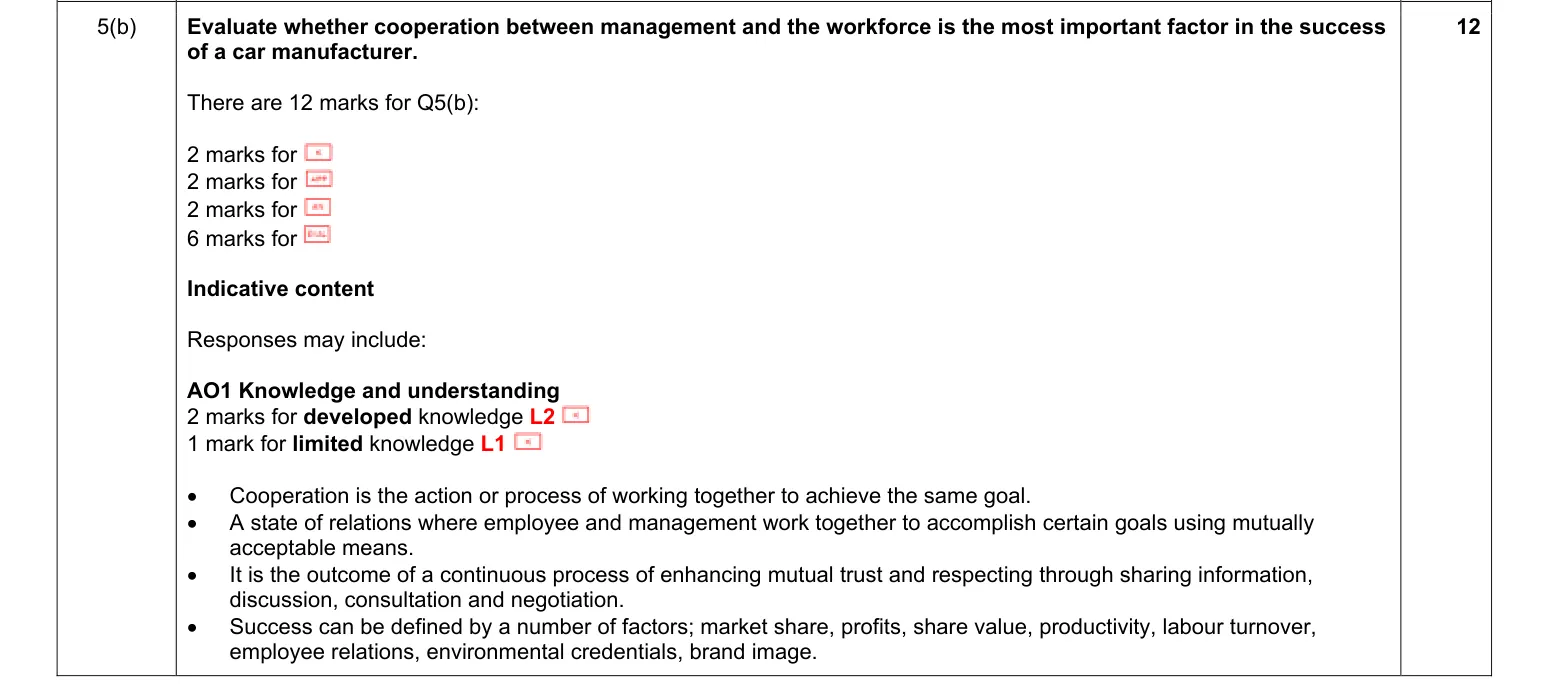 5(b)
Evaluate whether cooperation between management and the workforce is the most important factor in the success
of a car manufacturer.
12
There are 12 marks for Q5(b):
2 marks for
2 marks for APP
2 marks for AN
6 marks for EVAL
Indicative content
Responses may include:
AO1 Knowledge and understanding
2 marks for developed knowledge L2
1 mark for limited knowledge L1
• Cooperation is the action or process of working together to achieve the same goal.
• A state of relations where employee and management work together to accomplish certain goals using mutually
acceptable means.
• It is the outcome of a continuous process of enhancing mutual trust and respecting through sharing information,
discussion, consultation and negotiation.
• Success can be defined by a number of factors; market share, profits, share value, productivity, labour turnover,
employee relations, environmental credentials, brand image.